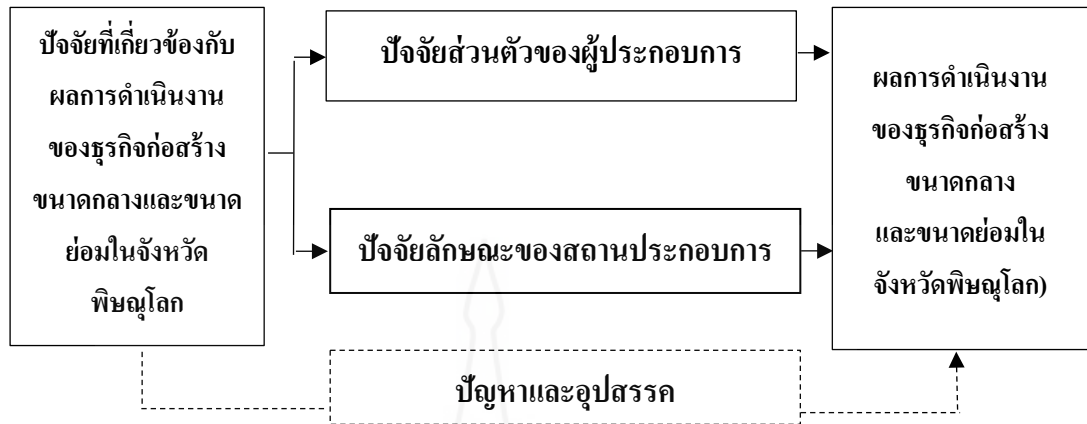 ปัจจัยที่เกี่ยวข้องกับ
ผลการดำเนินงาน
ของธุรกิจก่อสร้าง
ขนาดกลางและขนาด
ย่อมในจังหวัด
พิษณุโลก
ปัจจัยส่วนตัวของผู้ประกอบการ
ปัจจัยลักษณะของสถานประกอบการ
ปัญหาและอุปสรรค
ผลการดำเนินงาน
ของธุรกิจก่อสร้าง
ขนาดกลาง
และขนาดย่อมใน
จังหวัดพิษณุโลก)